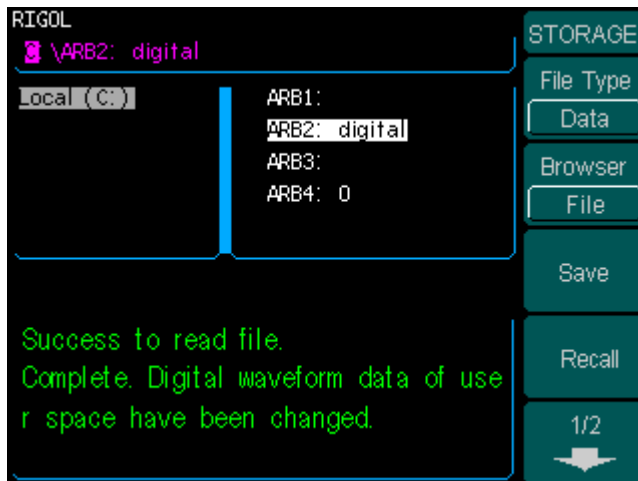 RIGOL
C \ARB2: digital
Local (C:)
ARB1:
ARB2: digital
ARB3:
ARB4: 0
Success to read file.
Complete. Digital waveform data of use
r space have been changed.
STORAGE
File Type
Data
Browser
File
Save
Recall
1/2